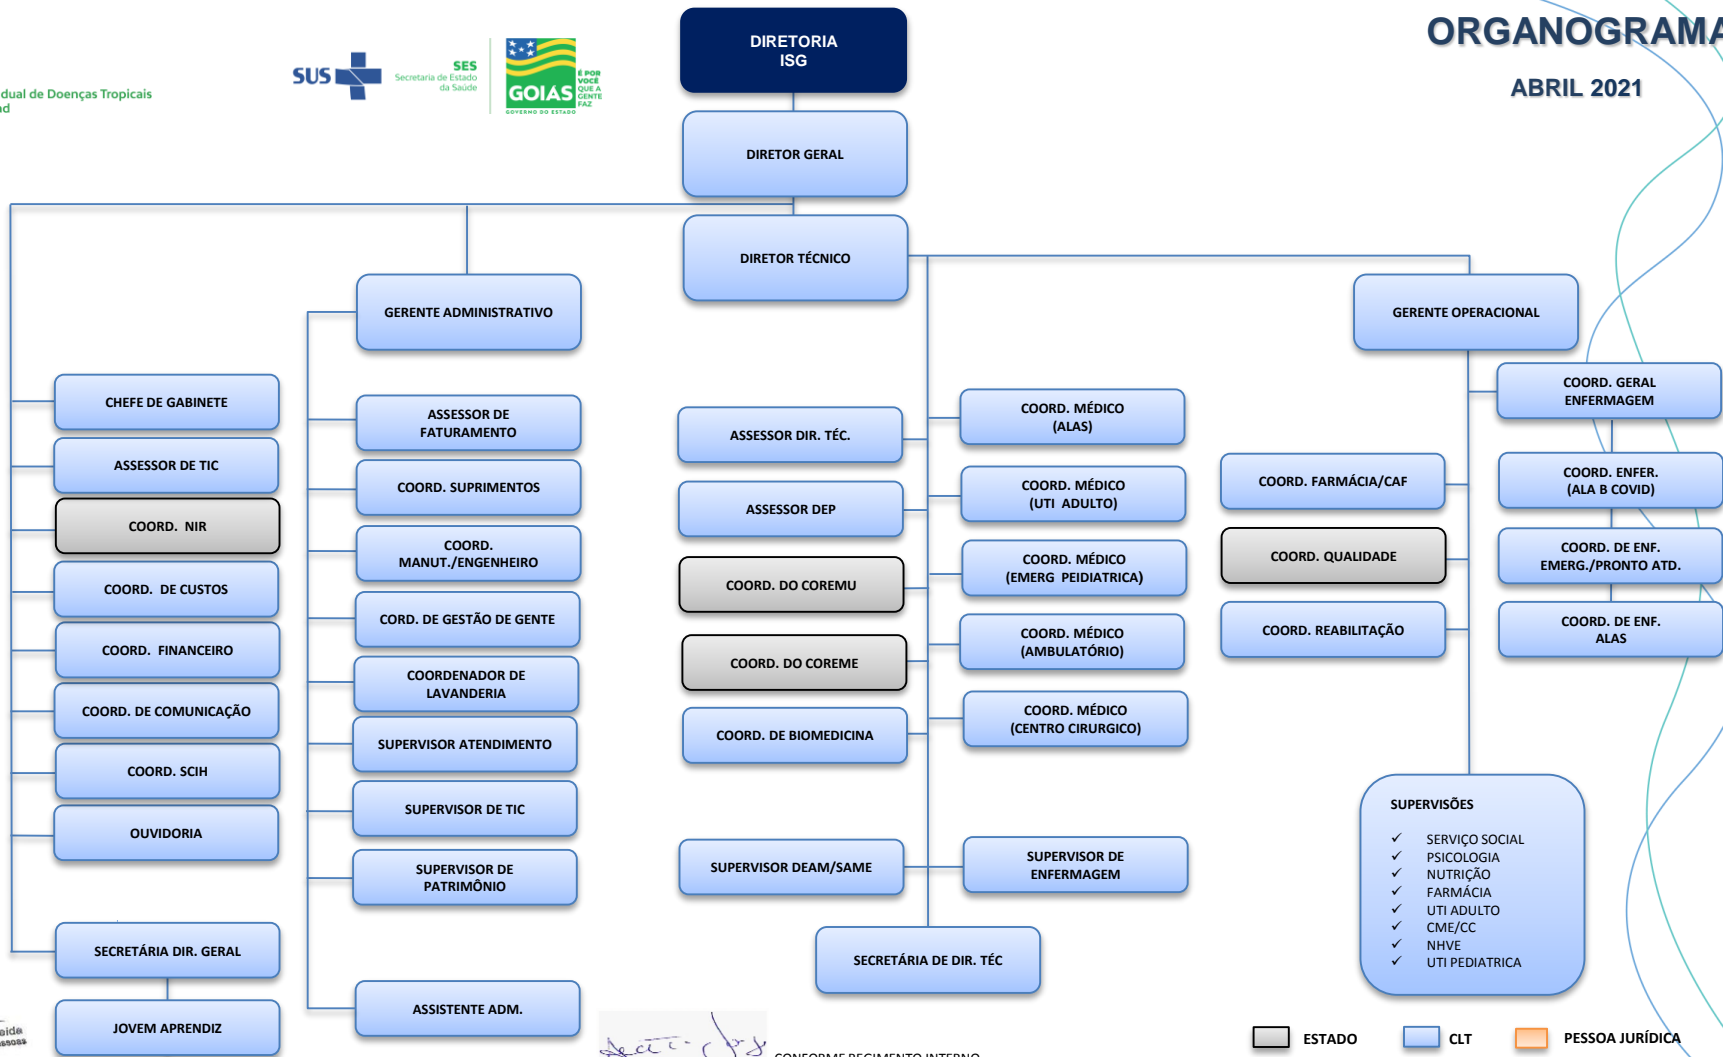 DIRETORIA
ISG
ORGANOGRAMA
ABRIL 2021
dual de Doenças Tropicais
SUS
SES
Secretaria de Estado
da Saúde
GOIÁS
GOVERNO DO ESTADO
É POR
VOCÊ
QUE A
GENTE
FAZ
DIRETOR GERAL
DIRETOR TÉCNICO
GERENTE ADMINISTRATIVO
GERENTE OPERACIONAL
CHEFE DE GABINETE
ASSESSOR DE TIC
COORD. NIR
COORD. DE CUSTOS
COORD. FINANCEIRO
COORD. DE COMUNICAÇÃO
COORD. SCIH
OUVIDORIA
SECRETÁRIA DIR. GERAL
JOVEM APRENDIZ
ASSESSOR DE
FATURAMENTO
COORD. SUPRIMENTOS
COORD.
MANUT./ENGENHEIRO
CORD. DE GESTÃO DE GENTE
COORDENADOR DE
LAVANDERIA
SUPERVISOR ATENDIMENTO
SUPERVISOR DE TIC
SUPERVISOR DE
PATRIMÔNIO
ASSISTENTE ADM.
ASSESSOR DIR. TÉC.
ASSESSOR DEP
COORD. DO COREMU
COORD. DO COREME
COORD. DE BIOMEDICINA
SUPERVISOR DEAM/SAME
COORD. MÉDICO
(ALAS)
COORD. MÉDICO
(UTI ADULTO)
COORD. MÉDICO
(EMERG PEIDIATRICA)
COORD. MÉDICO
(AMBULATÓRIO)
COORD. MÉDICO
(CENTRO CIRURGICO)
SUPERVISOR DE
ENFERMAGEM
SECRETÁRIA DE DIR. TÉC
COORD. FARMÁCIA/CAF
COORD. QUALIDADE
COORD. REABILITAÇÃO
COORD. GERAL
ENFERMAGEM
COORD. ENFER.
(ALA B COVID)
COORD. DE ENF.
EMERG./PRONTO ATD.
COORD. DE ENF.
ALAS
SUPERVISÕES
✓ SERVIÇO SOCIAL
✓ PSICOLOGIA
✓ NUTRIÇÃO
✓ FARMÁCIA
✓ UTI ADULTO
✓ CME/CC
✓ NHVE
✓ UTI PEDIATRICA
CONFORME REGIMENTO INTERNO
ESTADO
CLT
PESSOA JURÍDICA